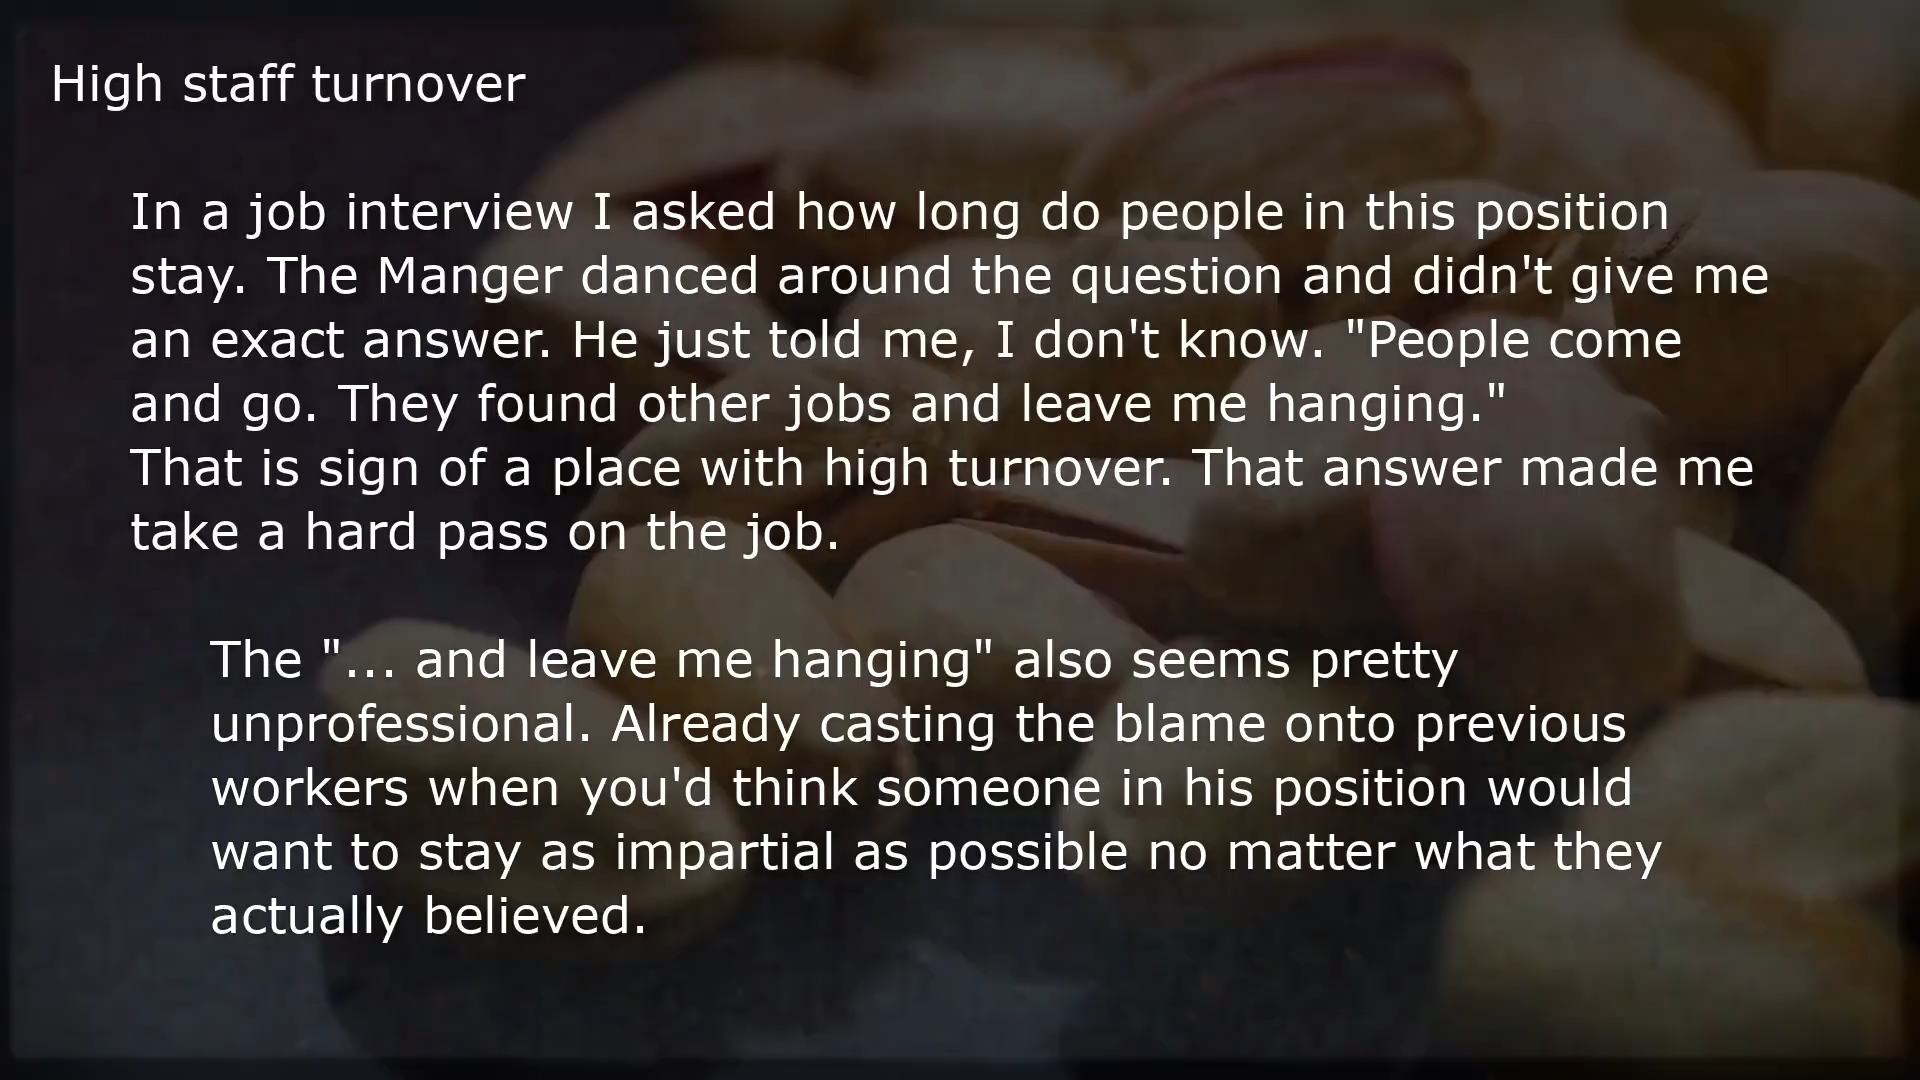 High staff turnover
In a job interview I asked how long do people in this position
stay. The Manger danced around the question and didn't give me
an exact answer. He just told me, I don't know. "People come
and go. They found other jobs and leave me hanging."
That is sign of a place with high turnover. That answer made me
take a hard pass on the job.
The "... and leave me hanging" also seems pretty
unprofessional. Already casting the blame onto previous
workers when you'd think someone in his position would
want to stay as impartial as possible no matter what they
actually believed.